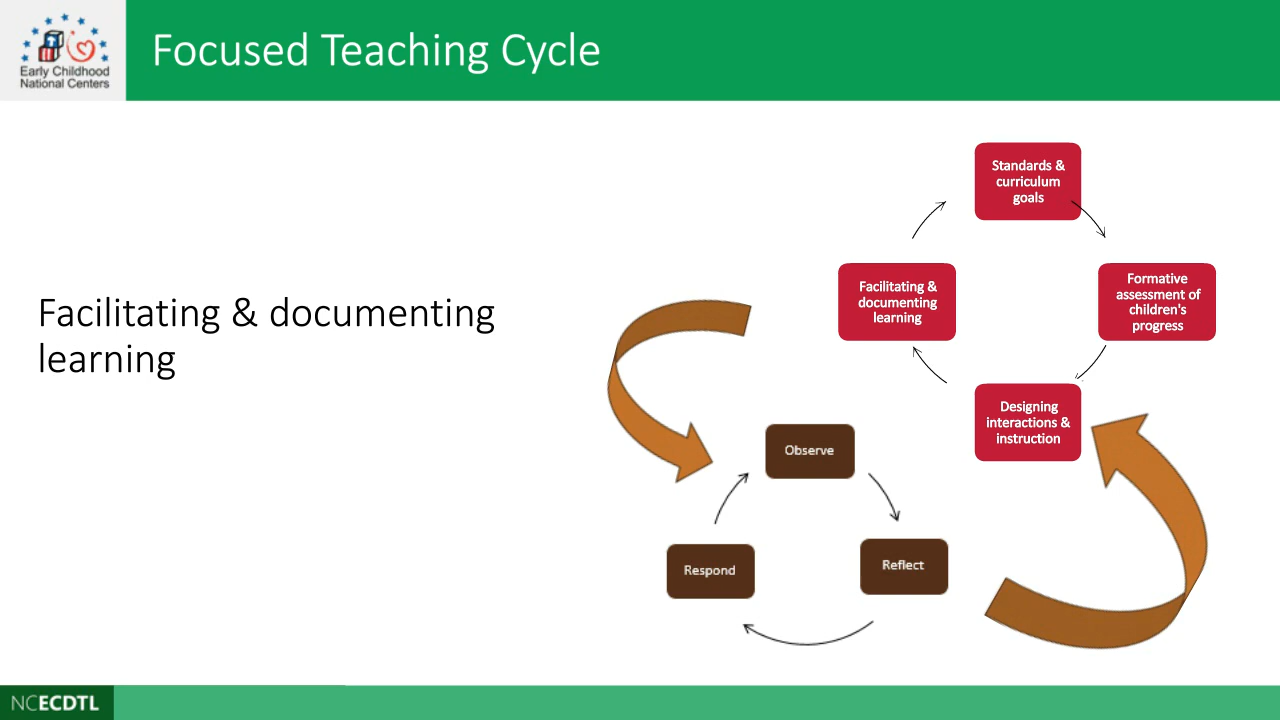 Early Childhood
National Centers
Focused Teaching Cycle
Facilitating & documenting
learning
Standards &
curriculum
goals
Formative
assessment of
children's
progress
Designing
interactions &
instruction
Facilitating &
documenting
learning
Observe
Reflect
Respond
NCECDTL